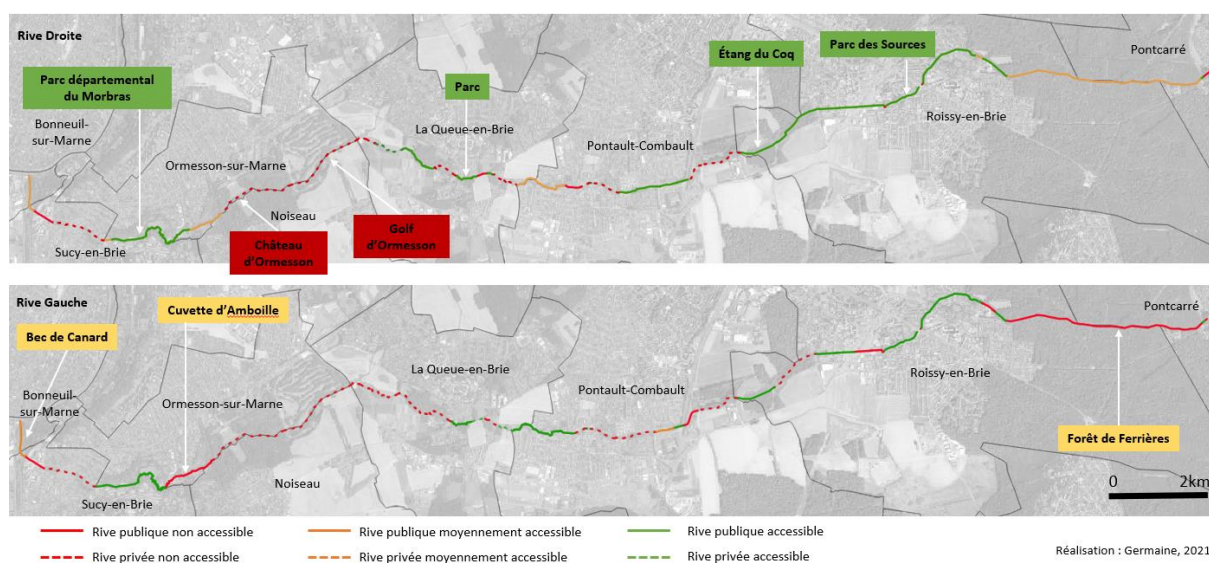 Rive Droite
Parc départemental
du Morbras
Bonneuil-
sur-Marne
Ormesson-sur-Marne
Sucy-en-Brie
Noiseau
Château
d’Ormesson
Golf
d’Ormesson
La Queue-en-Brie
Parc
Pontault-Combault
Étang du Coq
Parc des Sources
Roissy-en-Brie
Pontcarré
Rive Gauche
Bec de Canard
Cuvette d’Amboille
Bonneuil-
sur-Marne
Ormesson-sur-Marne
Sucy-en-Brie
Noiseau
La Queue-en-Brie
Pontault-Combault
Roissy-en-Brie
Pontcarré
Forêt de Ferrières
0 2km
Rive publique non accessible
Rive publique moyennement accessible
Rive publique accessible
Rive privée non accessible
Rive privée moyennement accessible
Rive privée accessible
Réalisation : Germaine, 2021